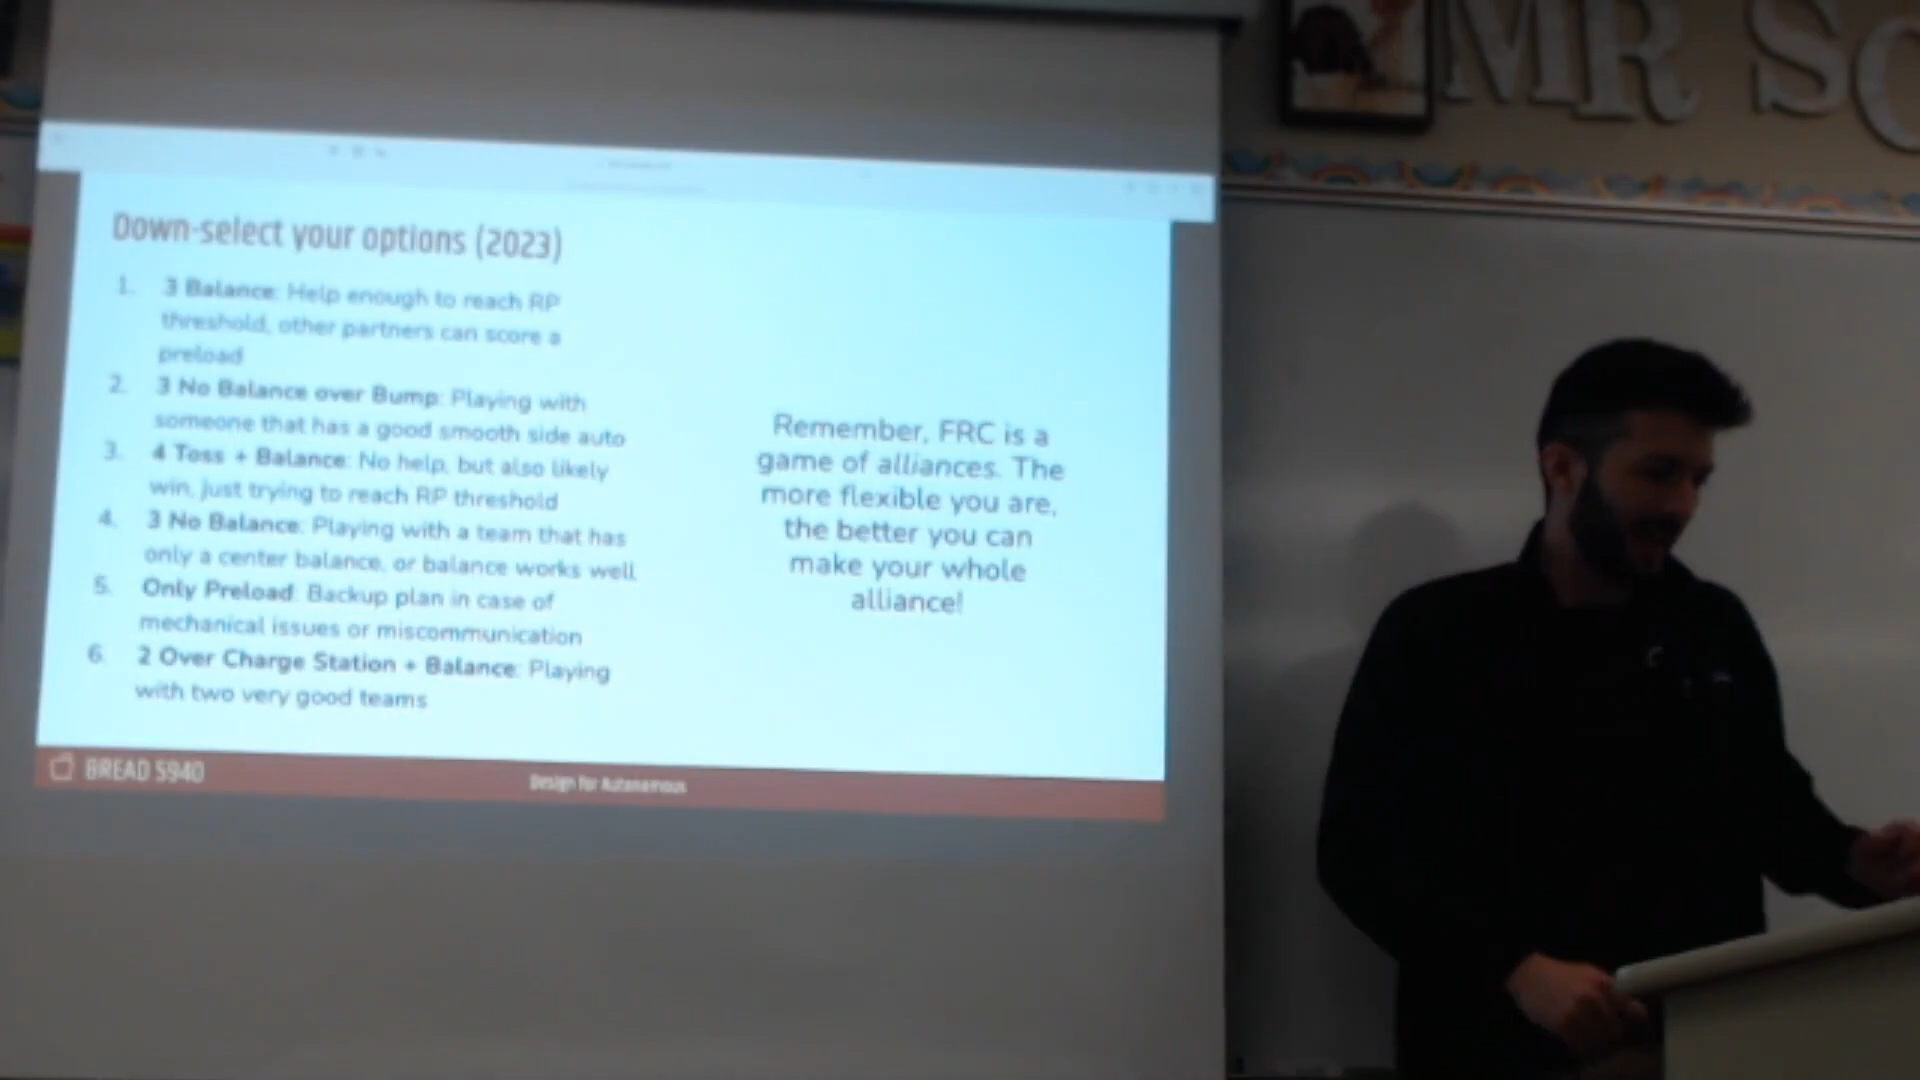 MR SC
Down-select your options (2023)
1. 3 Balance: Help enough to reach RP
threshold, other partners can score a
preload
2. 3 No Balance over Bump: Playing with
someone that has a good smooth side auto
3. 4 Toss + Balance: No help, but also likely
win, just trying to reach RP threshold
4. 3 No Balance: Playing with a team that has
only a center balance, or balance works well
5. Only Preload: Backup plan in case of
mechanical issues or miscommunication
6. 2 Over Charge Station + Balance: Playing
with two very good teams
Remember, FRC is a
game of alliances. The
more flexible you are,
the better you can
make your whole
alliance!
BREAD 5940
Design for Autonomous